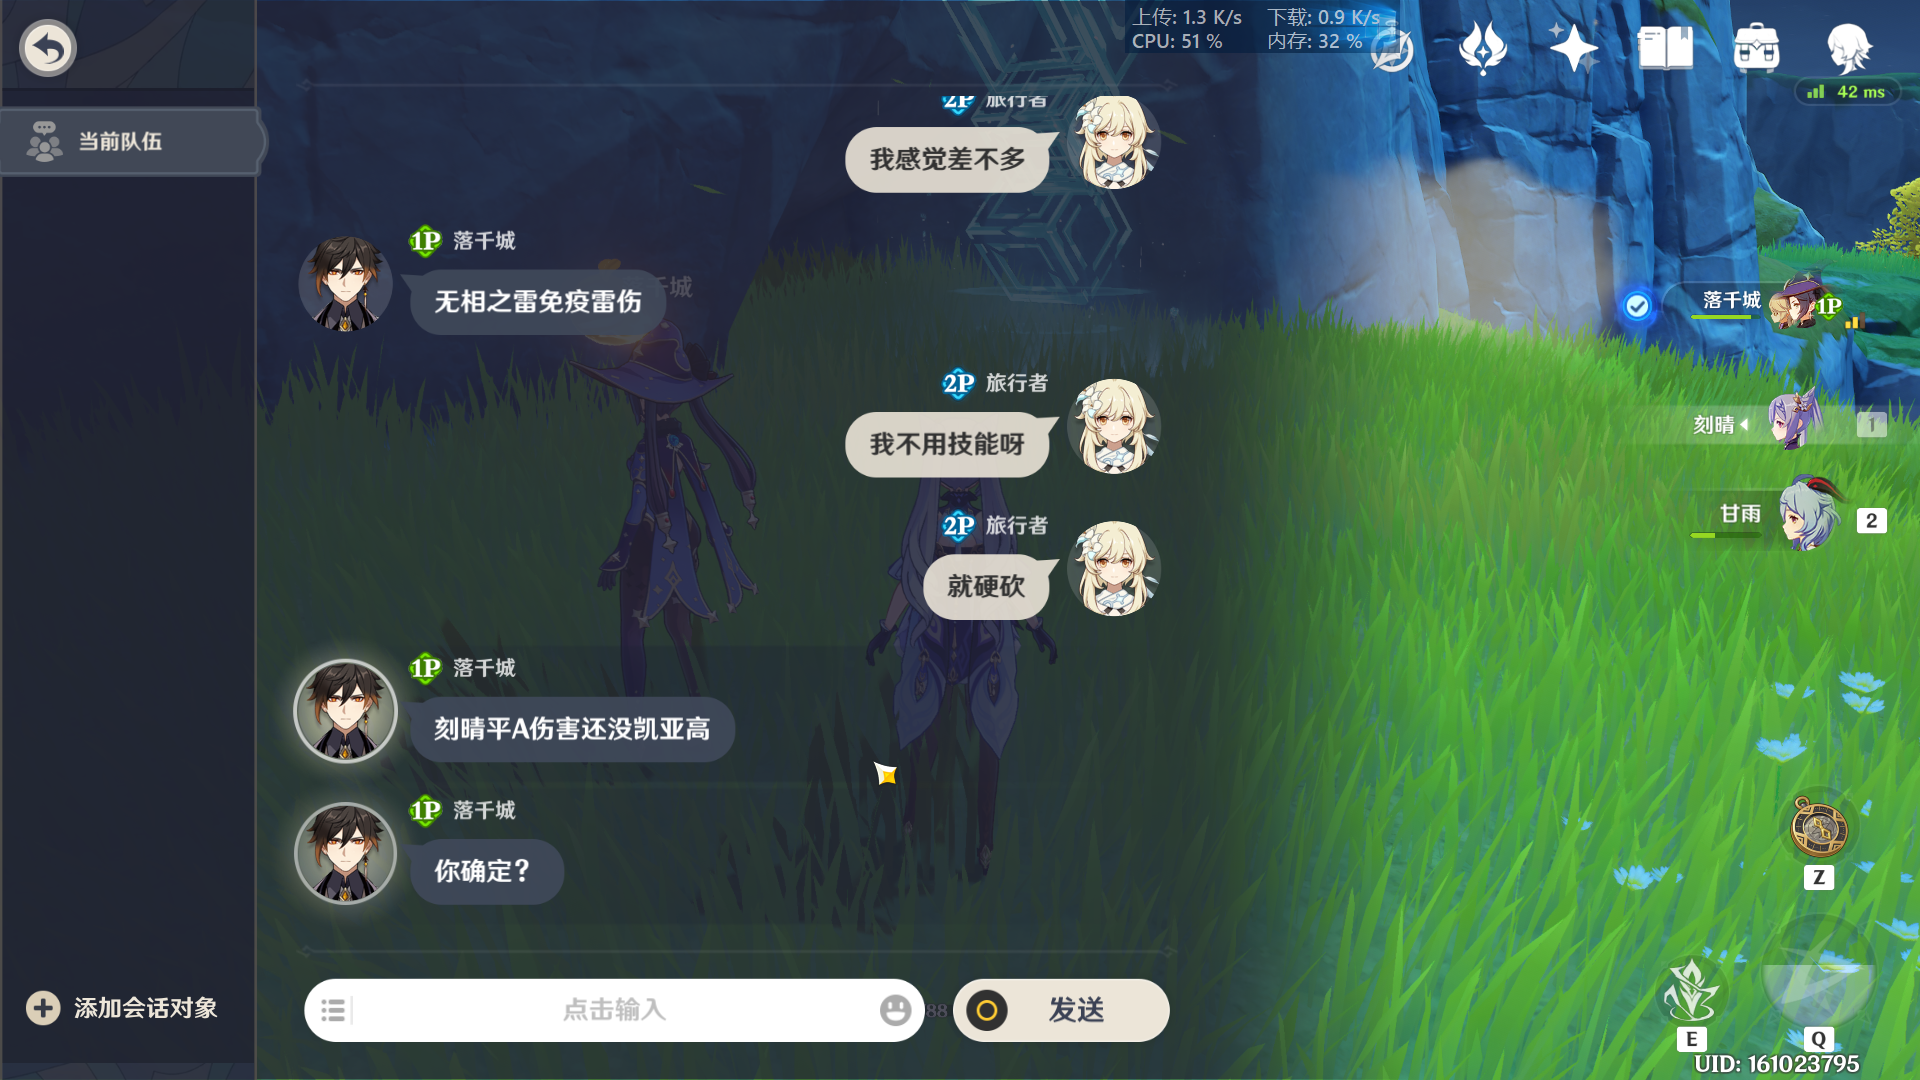 上传: 1.3 K/s 下载: 0.9 K/s
CPU: 51 % 内存: 32 %
42 ms
当前队伍
2P 旅行者
我感觉差不多
1P 落千城
无相之雷免疫雷伤
千城
落千城 1P
2P 旅行者
我不用技能呀
刻晴 1
甘雨 2
2P 旅行者
就硬砍
1P 落千城
刻晴平A伤害还没凯亚高
1P 落千城
你确定?
Z
添加会话对象
点击输入
88
发送
E
Q
UID: 161023795